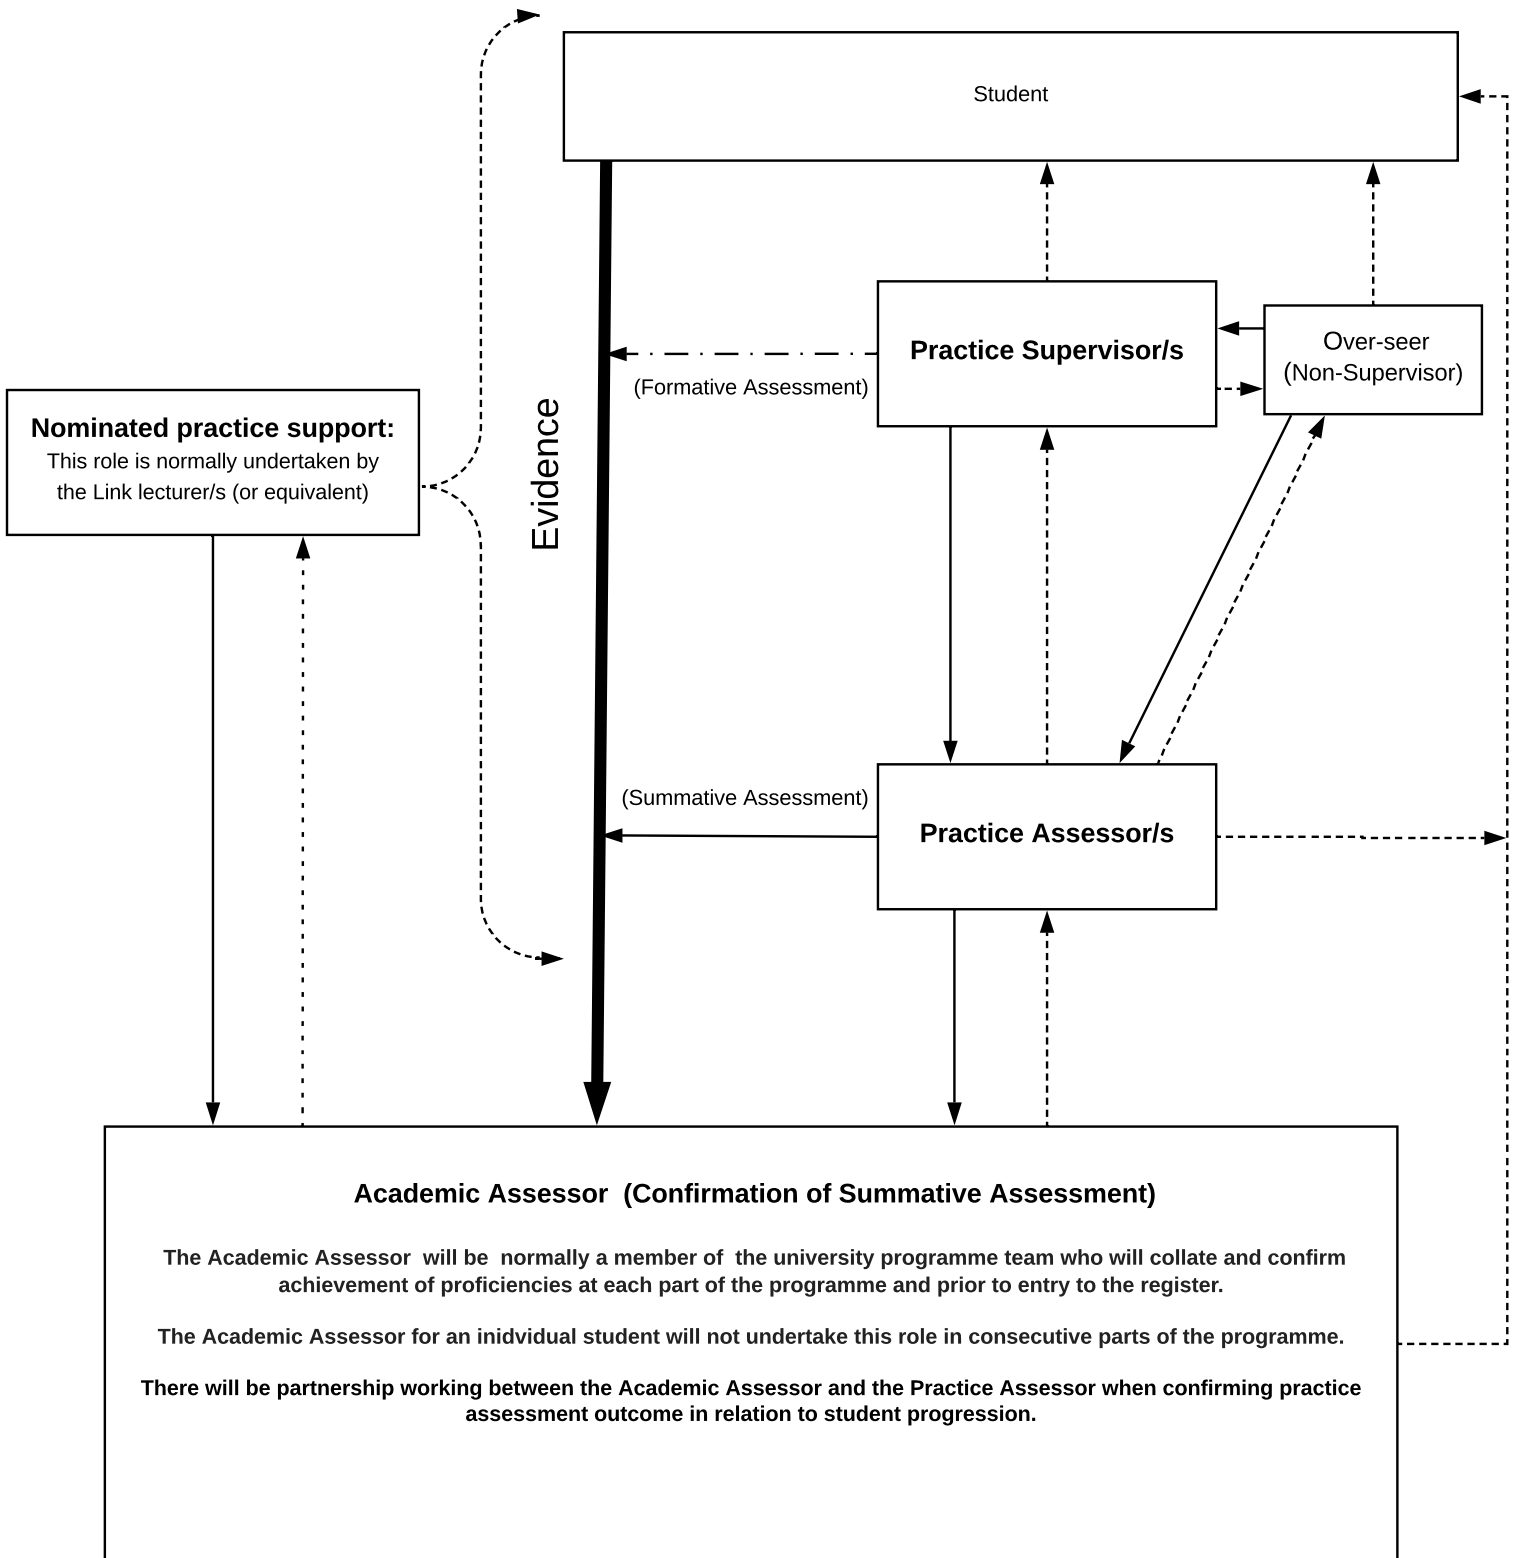 Student
Practice Supervisor/s
Over-seer
(Non-Supervisor)
(Formative Assessment)
Evidence
Nominated practice support:
This role is normally undertaken by
the Link lecturer/s (or equivalent)
(Summative Assessment)
Practice Assessor/s
Academic Assessor  (Confirmation of Summative Assessment)
The Academic Assessor  will be  normally a member of  the university programme team who will collate and confirm
achievement of proficiencies at each part of the programme and prior to entry to the register.
The Academic Assessor for an inidvidual student will not undertake this role in consecutive parts of the programme.
There will be partnership working between the Academic Assessor and the Practice Assessor when confirming practice
assessment outcome in relation to student progression.